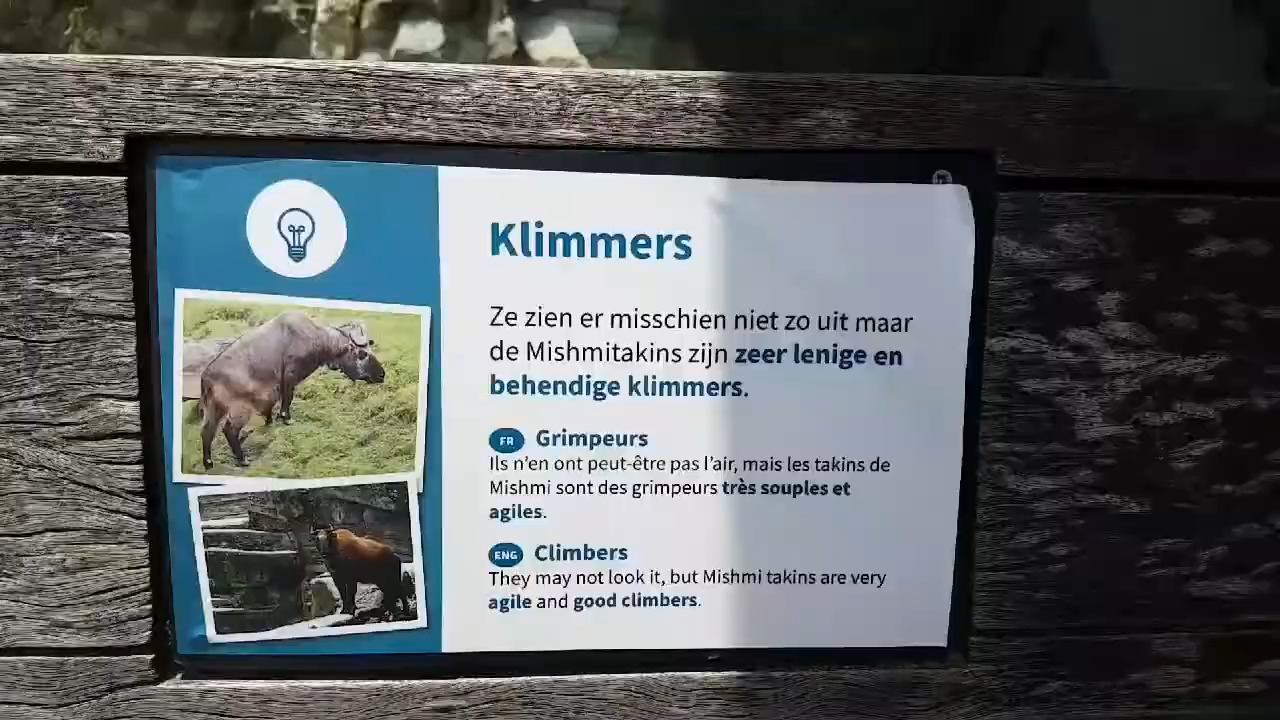 Klimmers
Ze zien er misschien niet zo uit maar
de Mishmitakins zijn zeer lenige en
behendige klimmers.
FR Grimpeurs
Ils n'en ont peut-être pas l'air, mais les takins de
Mishmi sont des grimpeurs très souples et
agiles.
ENG Climbers
They may not look it, but Mishmi takins are very
agile and good climbers.